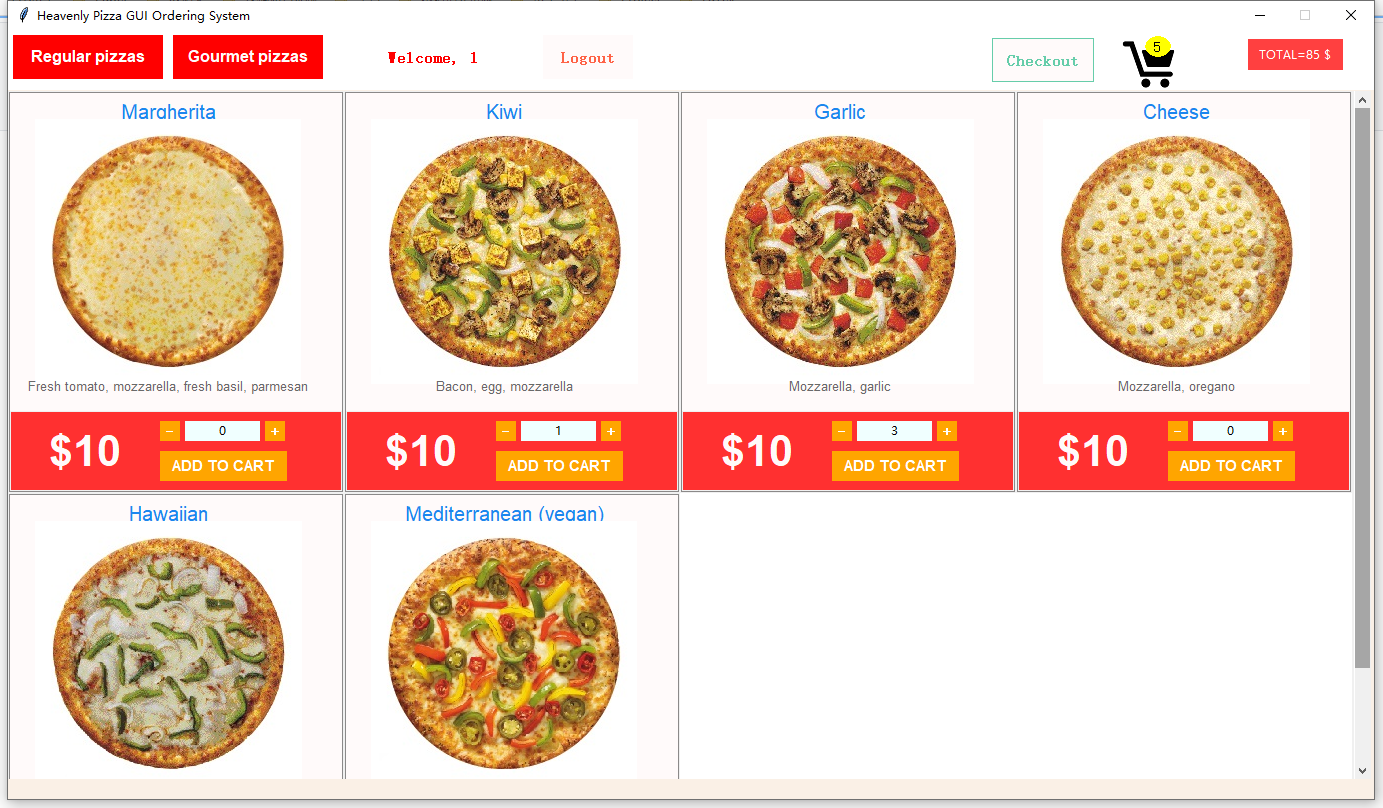 Heavenly Pizza GUI Ordering System
Regular pizzas
Gourmet pizzas
Welcome, 1
Logout
Checkout
5
TOTAL=85 $
Margherita
Kiwi
Garlic
Cheese
Fresh tomato, mozzarella, fresh basil, parmesan
Bacon, egg, mozzarella
Mozzarella, garlic
Mozzarella, oregano
$10
− 0 +
ADD TO CART
$10
− 1 +
ADD TO CART
$10
− 3 +
ADD TO CART
$10
− 0 +
ADD TO CART
Hawaiian
Mediterranean (vegan)